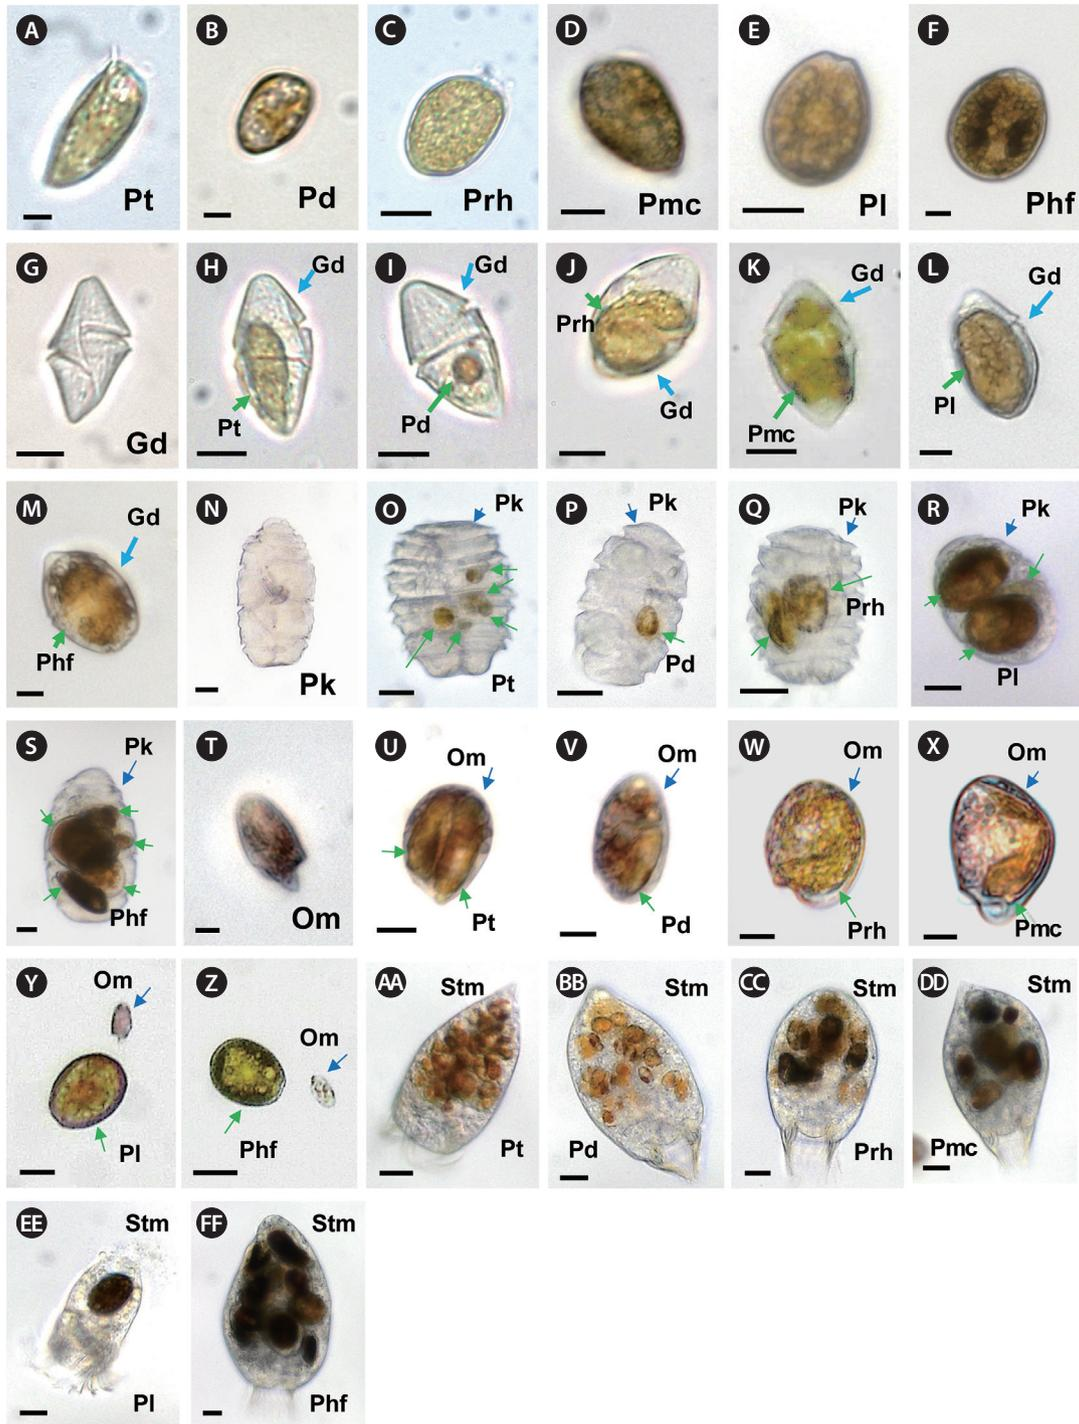 A
Pt
B
Pd
C
Prh
D
Pmc
E
Pl
F
Phf
G
Gd
H
Gd
Pt
I
Gd
Pd
J
Prh
Gd
K
Gd
Pmc
L
Gd
Pl
M
Gd
Phf
N
Pk
O
Pk
Pt
P
Pk
Pd
Q
Pk
Prh
R
Pk
Pl
S
Pk
Phf
T
Om
U
Om
Pt
V
Om
Pd
W
Om
Prh
X
Om
Pmc
Y
Om
Pl
Z
Om
Phf
AA
Stm
Pt
BB
Stm
Pd
CC
Stm
Prh
DD
Stm
Pmc
EE
Stm
Pl
FF
Stm
Phf